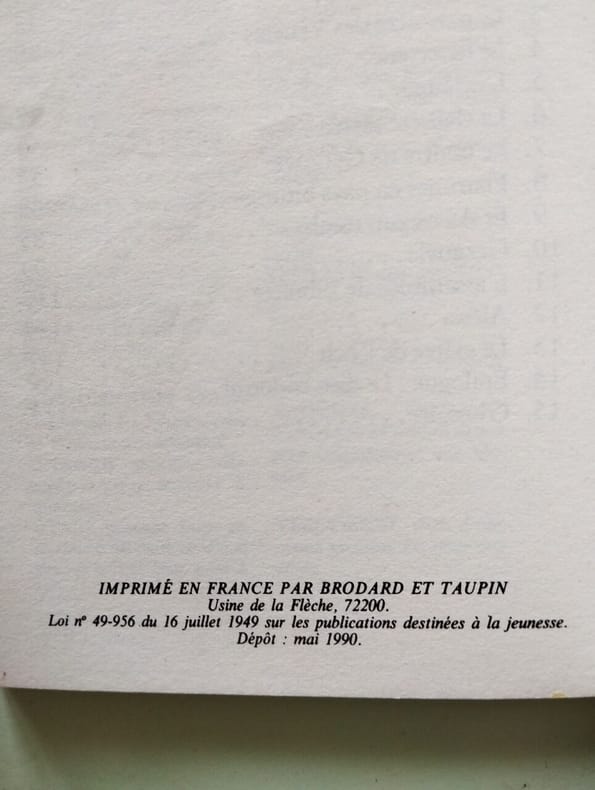 IMPRIMÉ EN FRANCE PAR BRODARD ET TAUPIN
Usine de la Flèche, 72200.
Loi nº 49-956 du 16 juillet 1949 sur les publications destinées à la jeunesse.
Dépôt : mai 1990.